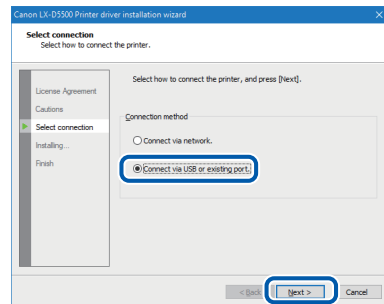 Canon LX-D5500 Printer driver installation wizard
Select connection
Select how to connect the printer.
Select how to connect the printer, and press [Next].
License Agreement
Cautions
Select connection
Installing...
Finish
Connection method
Connect via network.
Connect via USB or existing port.
< Back
Next >
Cancel